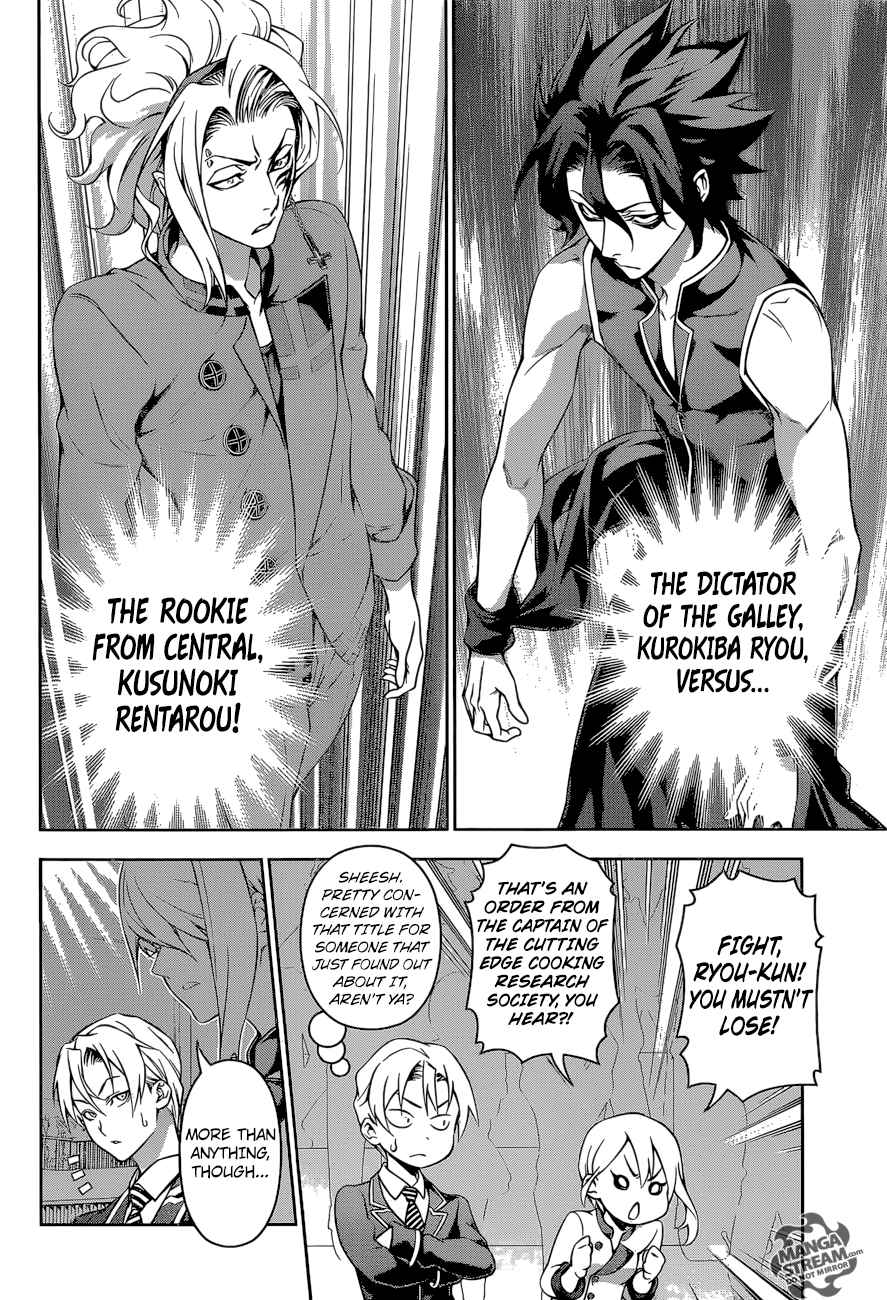 THE DICTATOR
OF THE GALLEY,
KUROKIBA RYOU,
VERSUS...
THE ROOKIE
FROM CENTRAL,
KUSUNOKI
RENTAROU!
FIGHT,
RYOU-KUN!
YOU MUSTN'T
LOSE!
THAT'S AN
ORDER FROM
THE CAPTAIN
OF THE CUTTING
EDGE COOKING
RESEARCH
SOCIETY, YOU
HEAR?!
SHEESH.
PRETTY CON-
CERNED WITH
THAT TITLE FOR
SOMEONE THAT
JUST FOUND OUT
ABOUT IT,
AREN'T YA?
MORE THAN
ANYTHING,
THOUGH...
MANGA
STREAM.com
DO NOT MIRROR